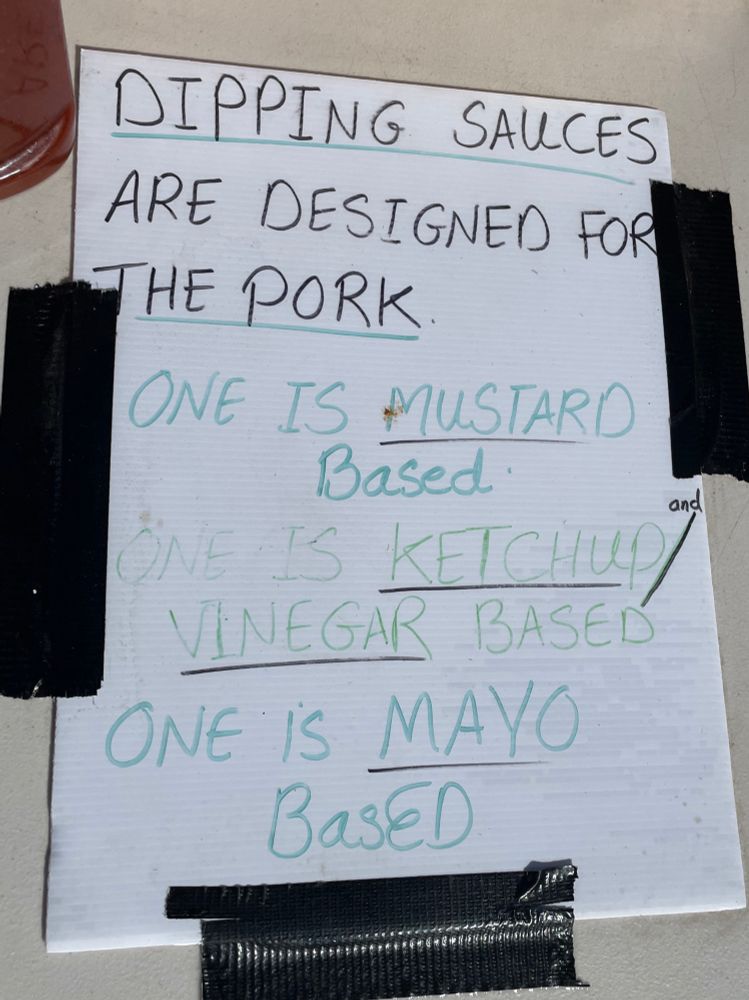 DIPPING SAUCES
ARE DESIGNED FOR
THE PORK.
ONE IS MUSTARD
Based.
and
ONE IS KETCHUP/
VINEGAR BASED
ONE iS MAYO
BasED